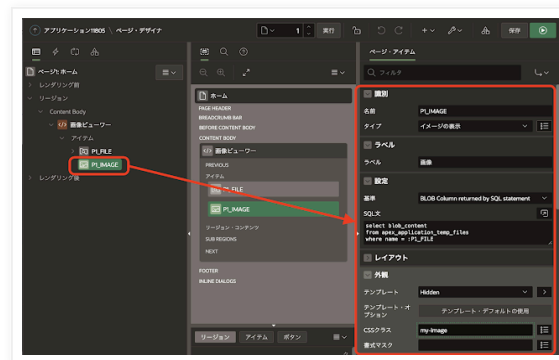 アプリケーション11805 \ ページ・デザイナ
1
実行
保存
ページ1: ホーム
レンダリング前
リージョン
Content Body
画像ビューワー
アイテム
P1_FILE
P1_IMAGE
レンダリング後
ホーム
PAGE HEADER
BREADCRUMB BAR
BEFORE CONTENT BODY
CONTENT BODY
画像ビューワー
PREVIOUS
アイテム
P1_FILE
P1_IMAGE
リージョン・コンテンツ
SUB REGIONS
NEXT
FOOTER
INLINE DIALOGS
リージョン アイテム ボタン
ページ・アイテム
フィルタ
識別
名前 P1_IMAGE
タイプ イメージの表示
ラベル
ラベル 画像
設定
基準 BLOB Column returned by SQL statement
SQL文
select blob_content
from apex_application_temp_files
where name = :P1_FILE
レイアウト
外観
テンプレート Hidden
テンプレート・オプション テンプレート・デフォルトの使用
CSSクラス my-image
書式マスク